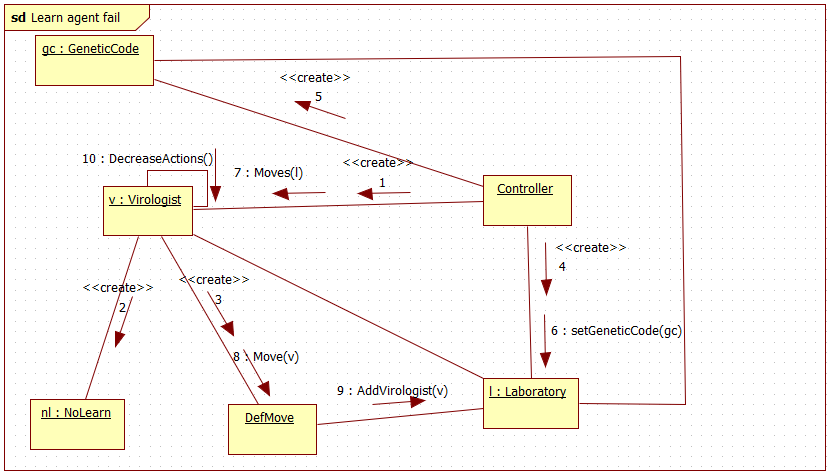 sd Learn agent fail
gc : GeneticCode
<<create>>
5
10 : DecreaseActions()
7 : Moves(l)
<<create>>
1
Controller
v : Virologist
<<create>>
4
<<create>>
2
<<create>>
3
6 : setGeneticCode(gc)
8 : Move(v)
9 : AddVirologist(v)
l : Laboratory
nl : NoLearn
DefMove